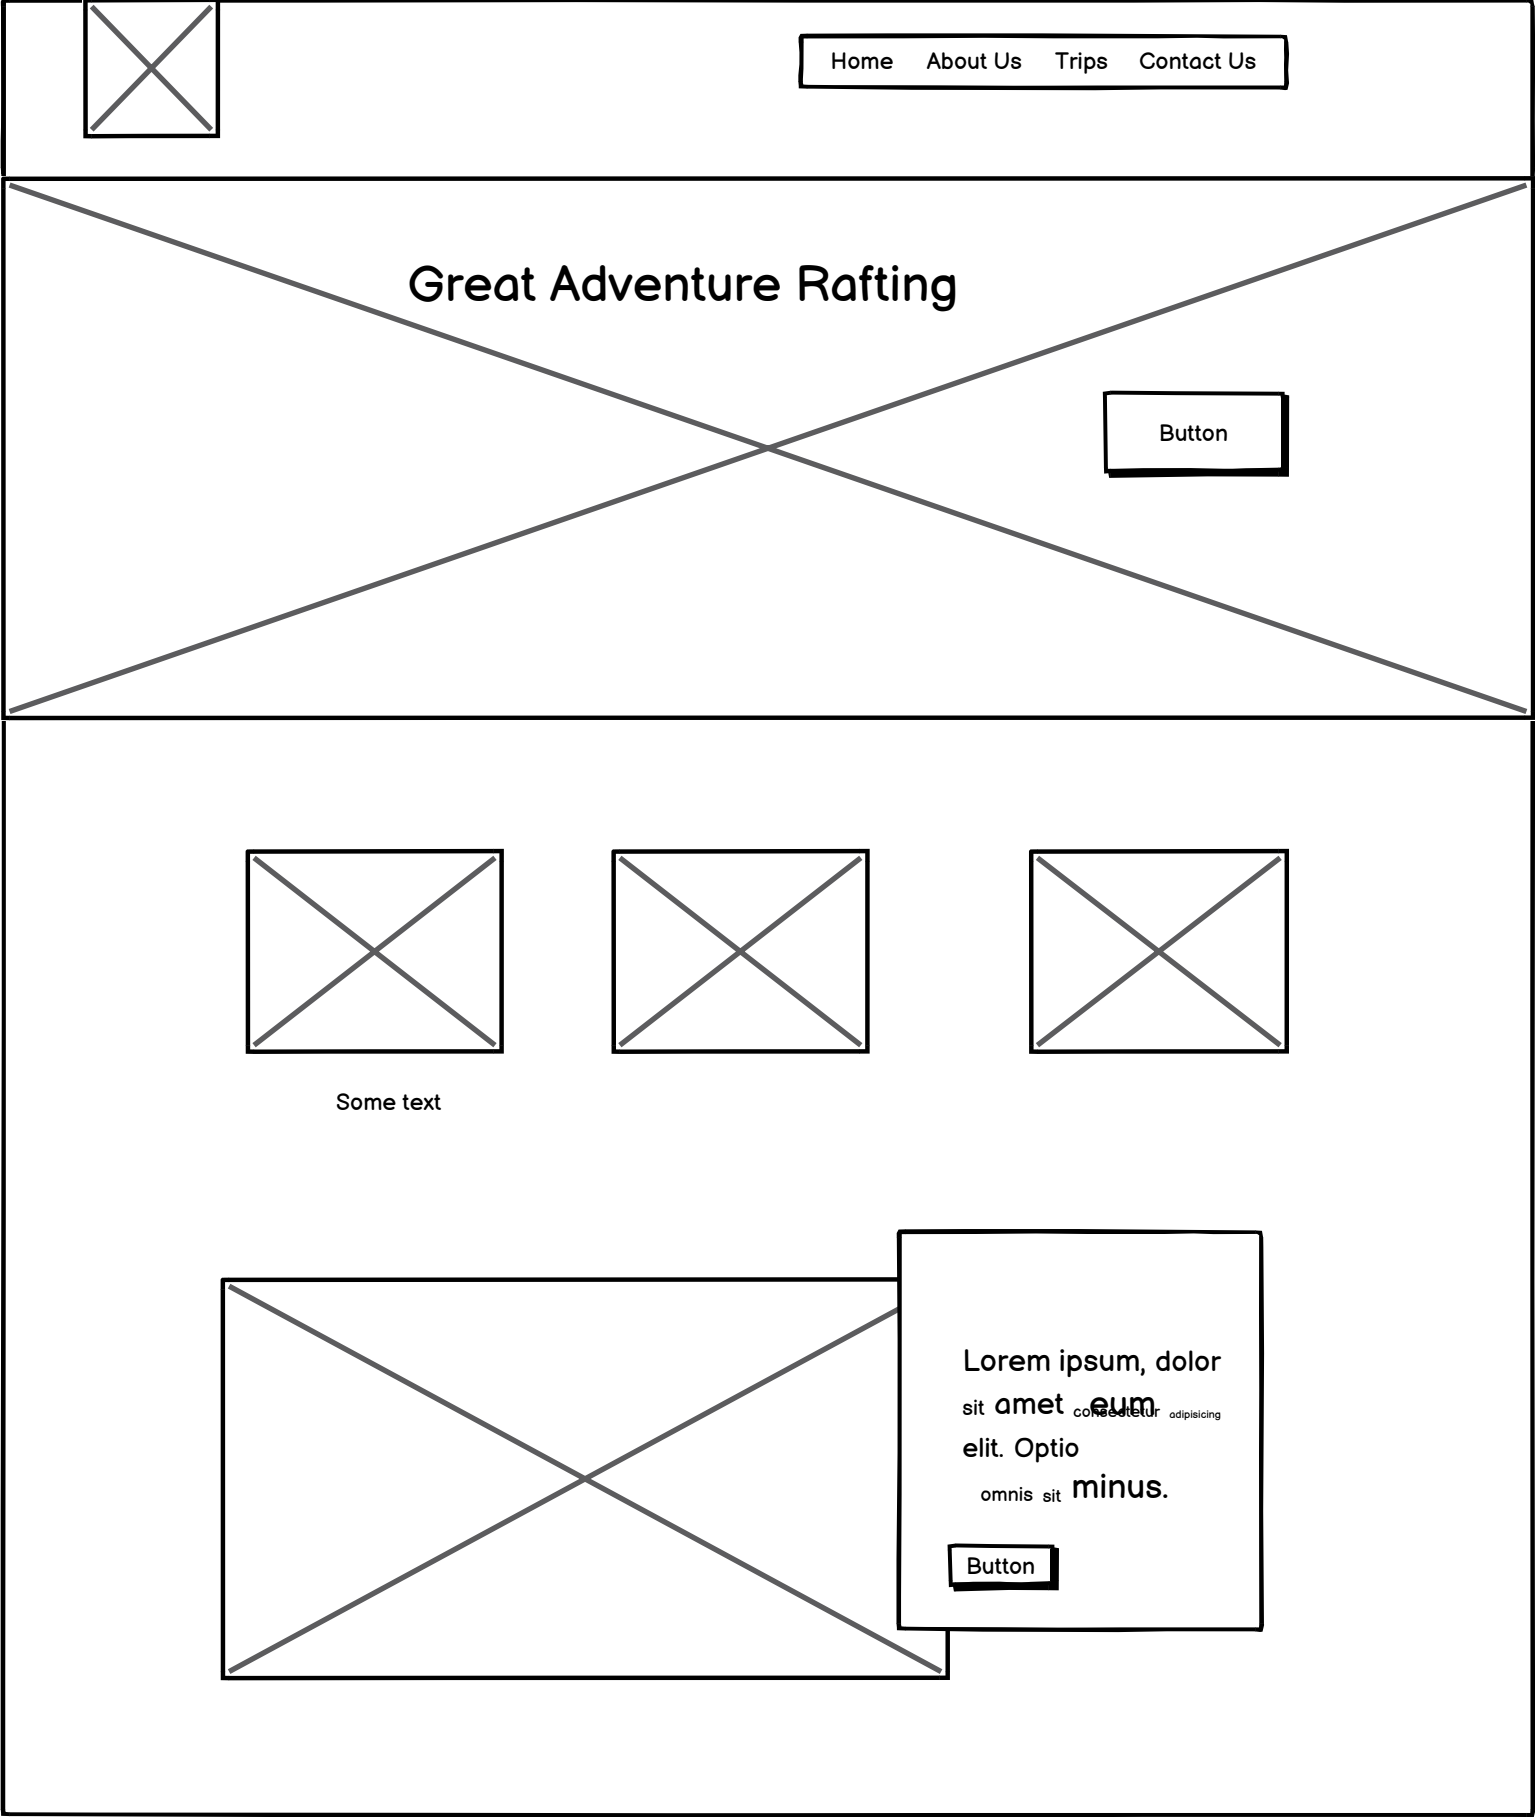 Home About Us Trips Contact Us
Great Adventure Rafting
Button
Some text
Lorem ipsum, dolor
sit amet consectetur eum adipisicing
elit. Optio
omnis sit minus.
Button